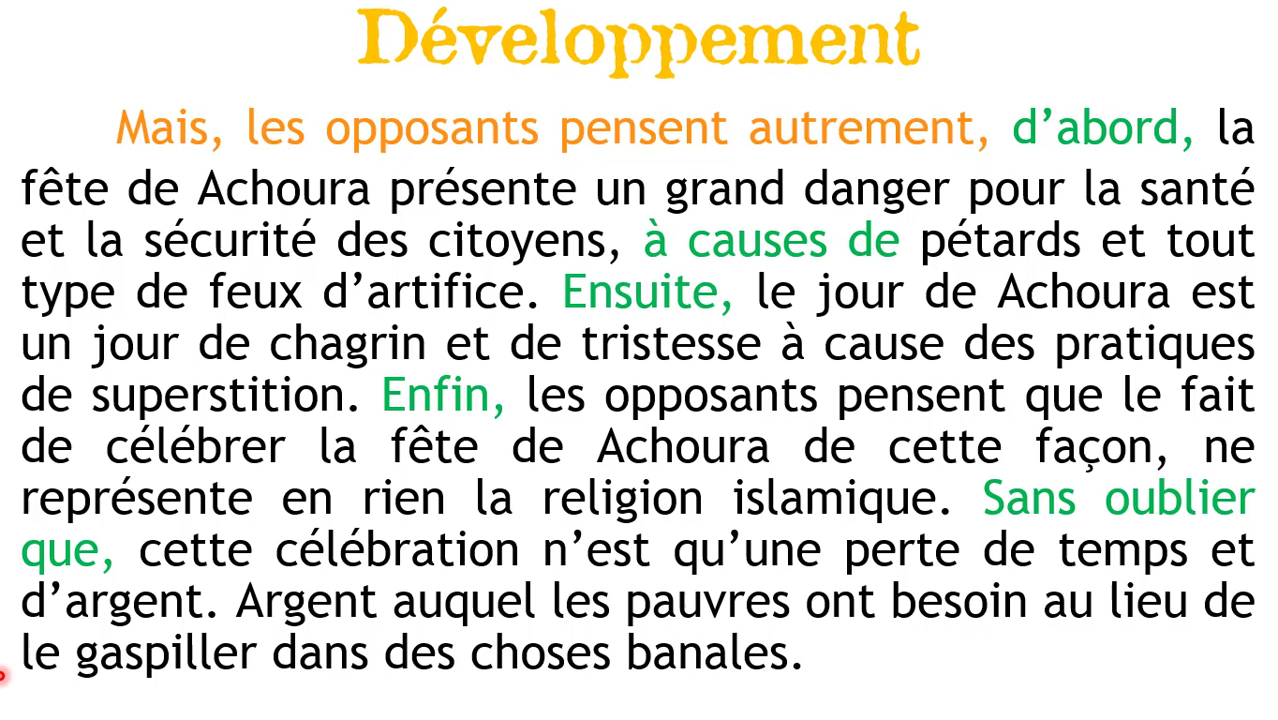 Développement
Mais, les opposants pensent autrement, d’abord, la
fête de Achoura présente un grand danger pour la santé
et la sécurité des citoyens, à causes de pétards et tout
type de feux d’artifice. Ensuite, le jour de Achoura est
un jour de chagrin et de tristesse à cause des pratiques
de superstition. Enfin, les opposants pensent que le fait
de célébrer la fête de Achoura de cette façon, ne
représente en rien la religion islamique. Sans oublier
que, cette célébration n’est qu’une perte de temps et
d’argent. Argent auquel les pauvres ont besoin au lieu de
le gaspiller dans des choses banales.